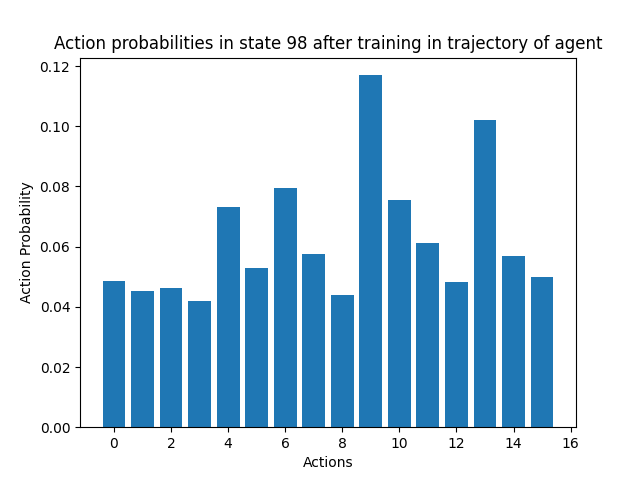 Action probabilities in state 98 after training in trajectory of agent
0.12
0.10
0.08
0.06
0.04
0.02
0.00
Action Probability
0 2 4 6 8 10 12 14 16
Actions